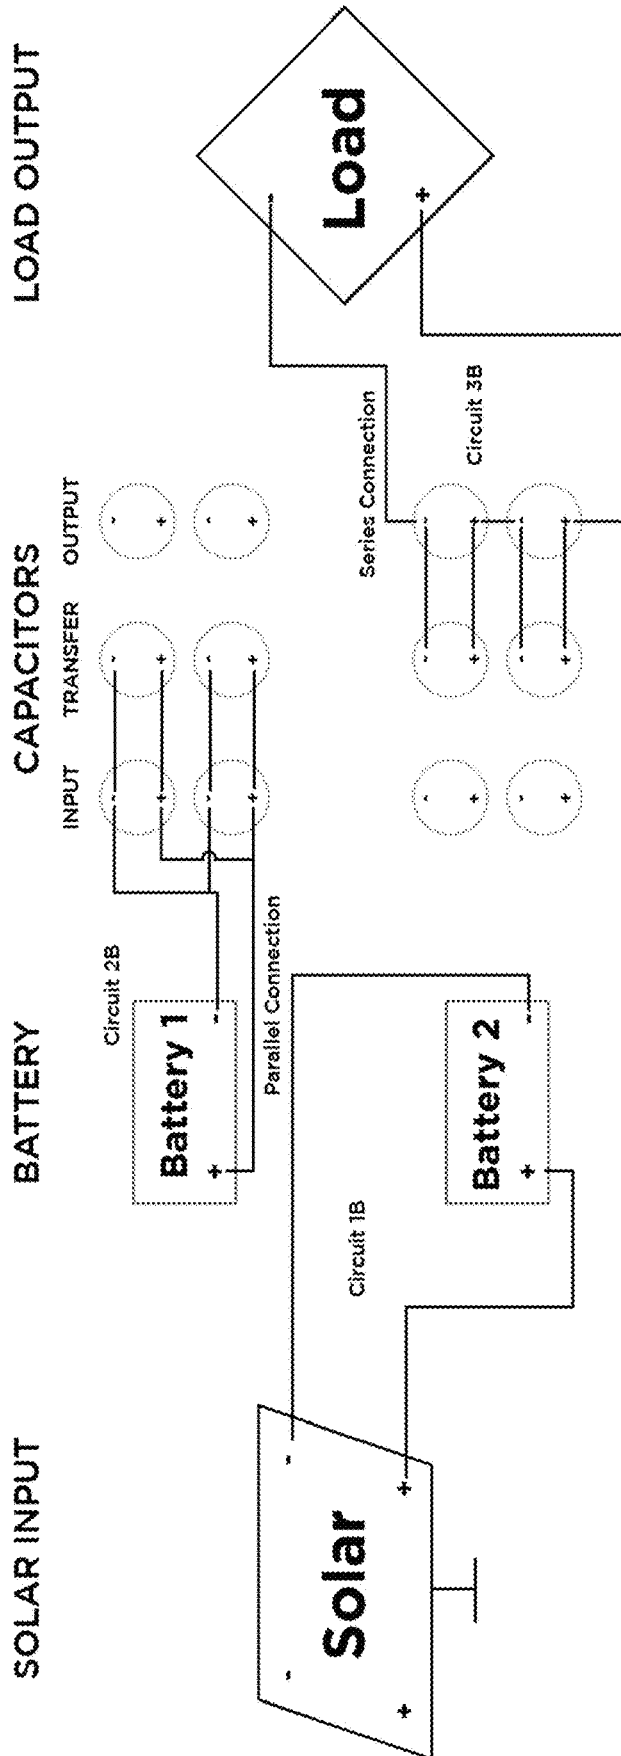 SOLAR INPUT
BATTERY
CAPACITORS
LOAD OUTPUT
INPUT
TRANSFER
OUTPUT
Circuit 2B
- +
- +
- +
- +
- +
- +
Battery 1
+ -
Parallel Connection
Solar
- -
+ +
Circuit 1B
Load
- +
Series Connection
Circuit 3B
Battery 2
+ -
- +
- +
- +
- +
- +
- +